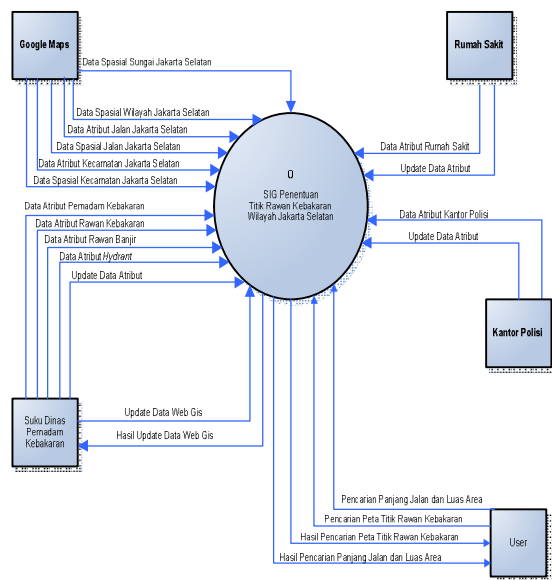 Google Maps
Rumah Sakit
Data Spasial Sungai Jakarta Selatan
Data Spasial Wilayah Jakarta Selatan
Data Atribut Jalan Jakarta Selatan
Data Spasial Jalan Jakarta Selatan
Data Atribut Kecamatan Jakarta Selatan
Data Spasial Kecamatan Jakarta Selatan
Data Atribut Rumah Sakit
Update Data Atribut
0
SIG Penentuan
Titik Rawan Kebakaran
Wilayah Jakarta Selatan
Data Atribut Pemadam Kebakaran
Data Atribut Rawan Kebakaran
Data Atribut Rawan Banjir
Data Atribut Hydrant
Update Data Atribut
Data Atribut Kantor Polisi
Update Data Atribut
Kantor Polisi
Suku Dinas
Pemadam
Kebakaran
Update Data Web Gis
Hasil Update Data Web Gis
Pencarian Panjang Jalan dan Luas Area
Pencarian Peta Titik Rawan Kebakaran
Hasil Pencarian Peta Titik Rawan Kebakaran
Hasil Pencarian Panjang Jalan dan Luas Area
User